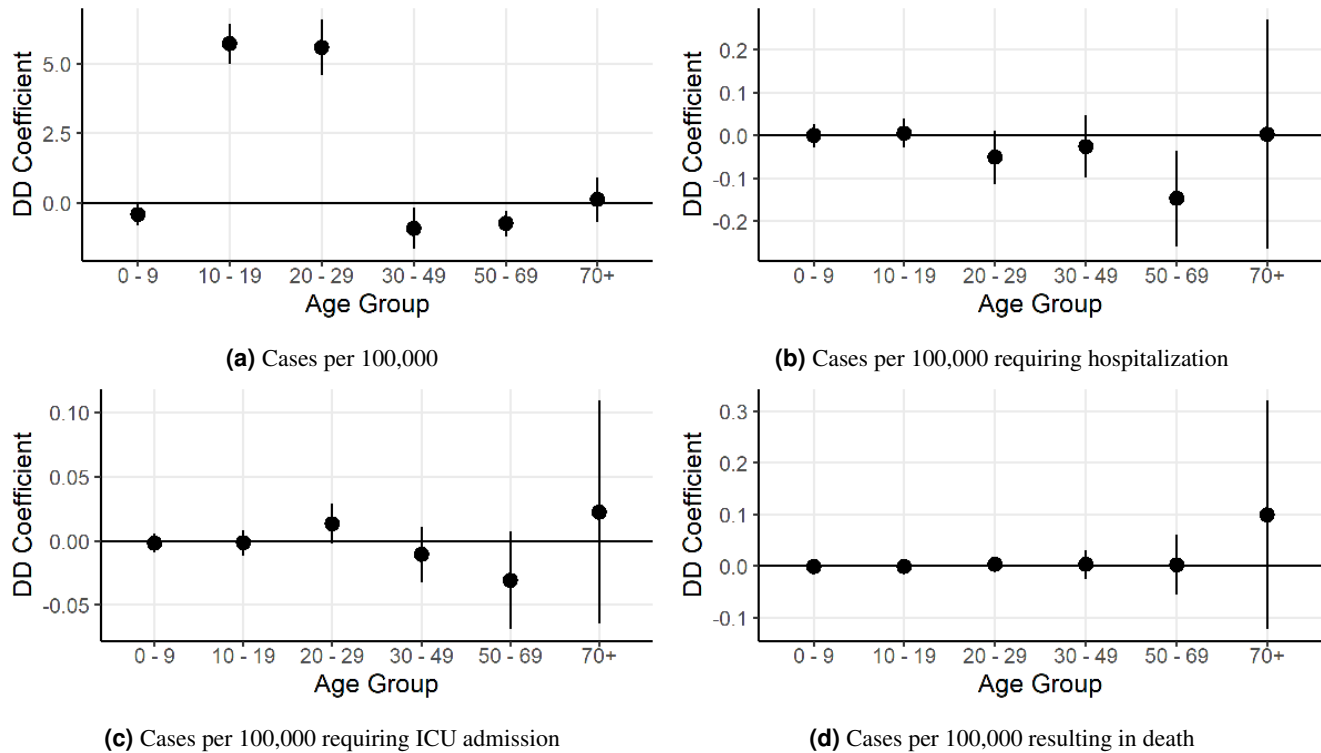 DD Coefficient
5.0
2.5
0.0
0 - 9 10 - 19 20 - 29 30 - 49 50 - 69 70+
Age Group
(a) Cases per 100,000
DD Coefficient
0.2
0.1
0.0
-0.1
-0.2
0 - 9 10 - 19 20 - 29 30 - 49 50 - 69 70+
Age Group
(b) Cases per 100,000 requiring hospitalization
DD Coefficient
0.10
0.05
0.00
-0.05
0 - 9 10 - 19 20 - 29 30 - 49 50 - 69 70+
Age Group
(c) Cases per 100,000 requiring ICU admission
DD Coefficient
0.3
0.2
0.1
0.0
-0.1
0 - 9 10 - 19 20 - 29 30 - 49 50 - 69 70+
Age Group
(d) Cases per 100,000 resulting in death